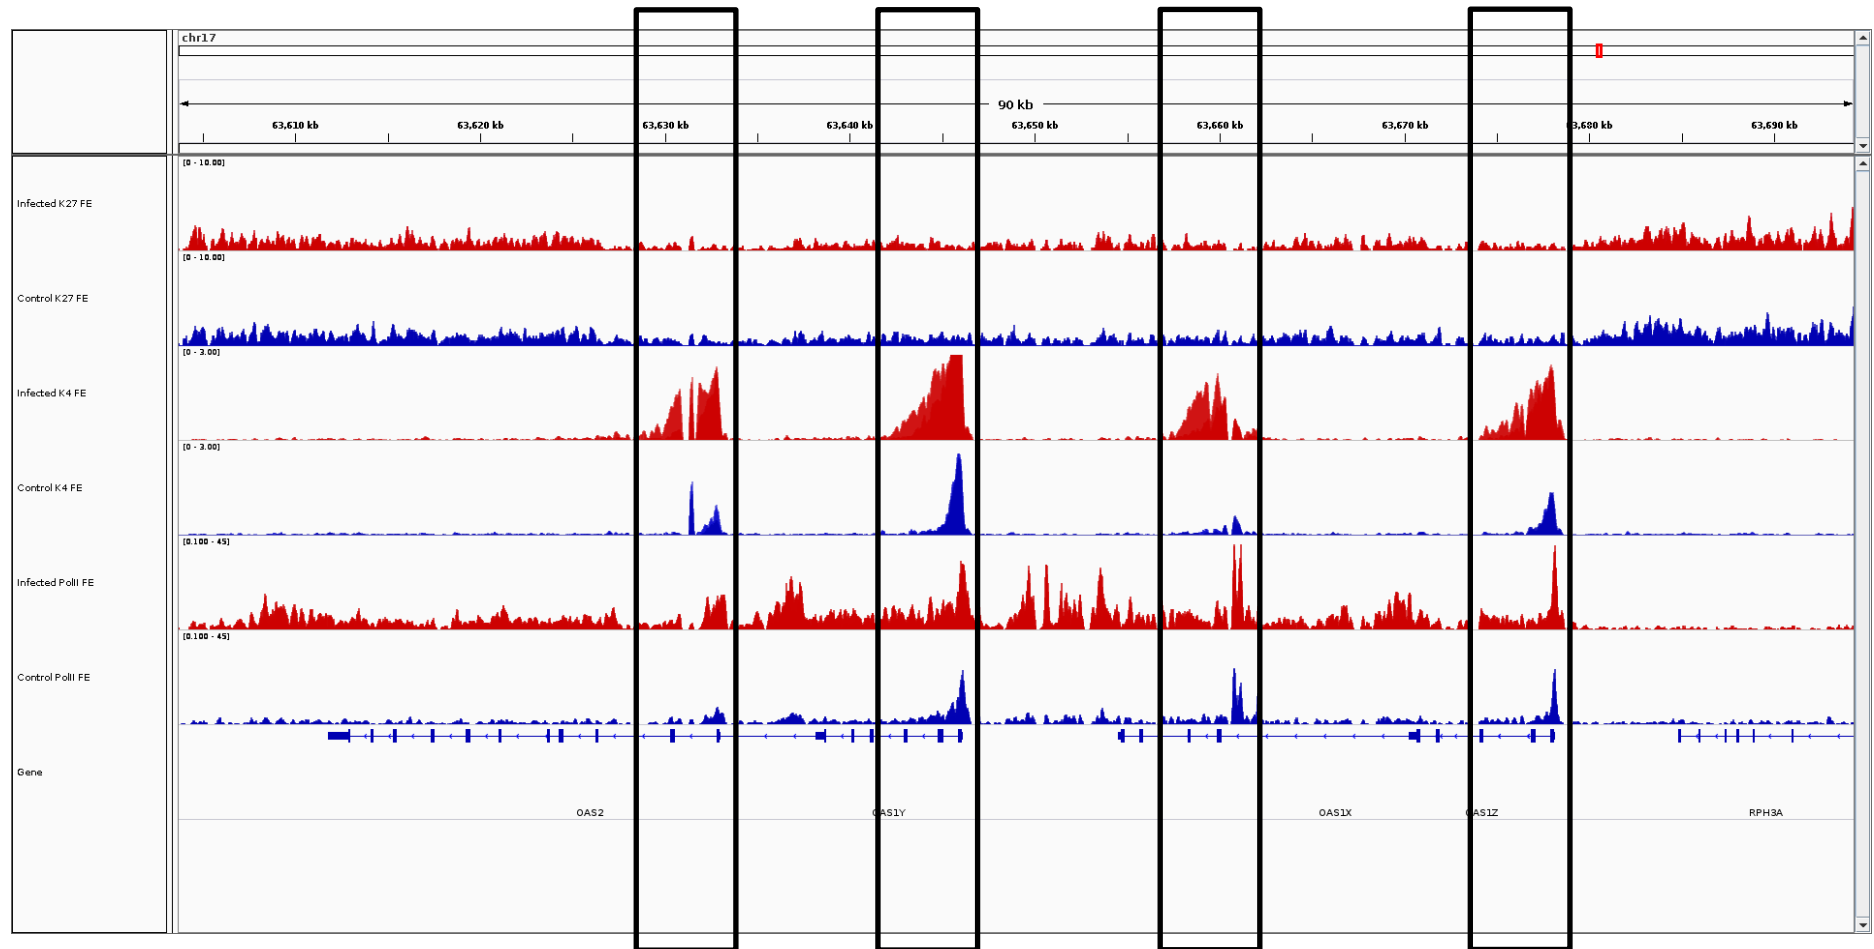 chr17
90 kb
63,610 kb 63,620 kb 63,630 kb 63,640 kb 63,650 kb 63,660 kb 63,670 kb 63,680 kb 63,690 kb
[0 - 10.00]
Infected K27 FE
[0 - 10.00]
Control K27 FE
[0 - 3.00]
Infected K4 FE
[0 - 3.00]
Control K4 FE
[0.100 - 45]
Infected PolII FE
[0.100 - 45]
Control PolII FE
Gene
OAS2 OAS1Y OAS1X OAS1Z RPH3A